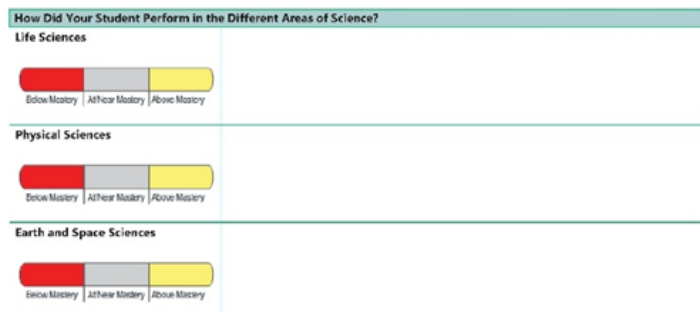 How Did Your Student Perform in the Different Areas of Science?
Life Sciences
Below Mastery At/Near Mastery Above Mastery
Physical Sciences
Below Mastery At/Near Mastery Above Mastery
Earth and Space Sciences
Below Mastery At/Near Mastery Above Mastery